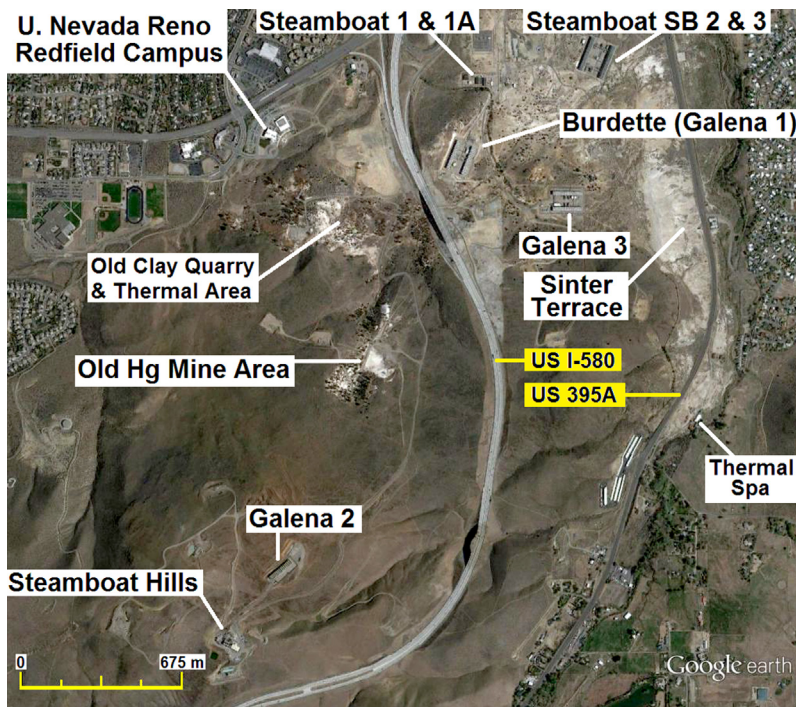 U. Nevada Reno
Redfield Campus
Steamboat 1 & 1A
Steamboat SB 2 & 3
Burdette (Galena 1)
Galena 3
Old Clay Quarry
& Thermal Area
Sinter
Terrace
Old Hg Mine Area
US I-580
US 395A
Thermal
Spa
Galena 2
Steamboat Hills
0
675 m
Google earth